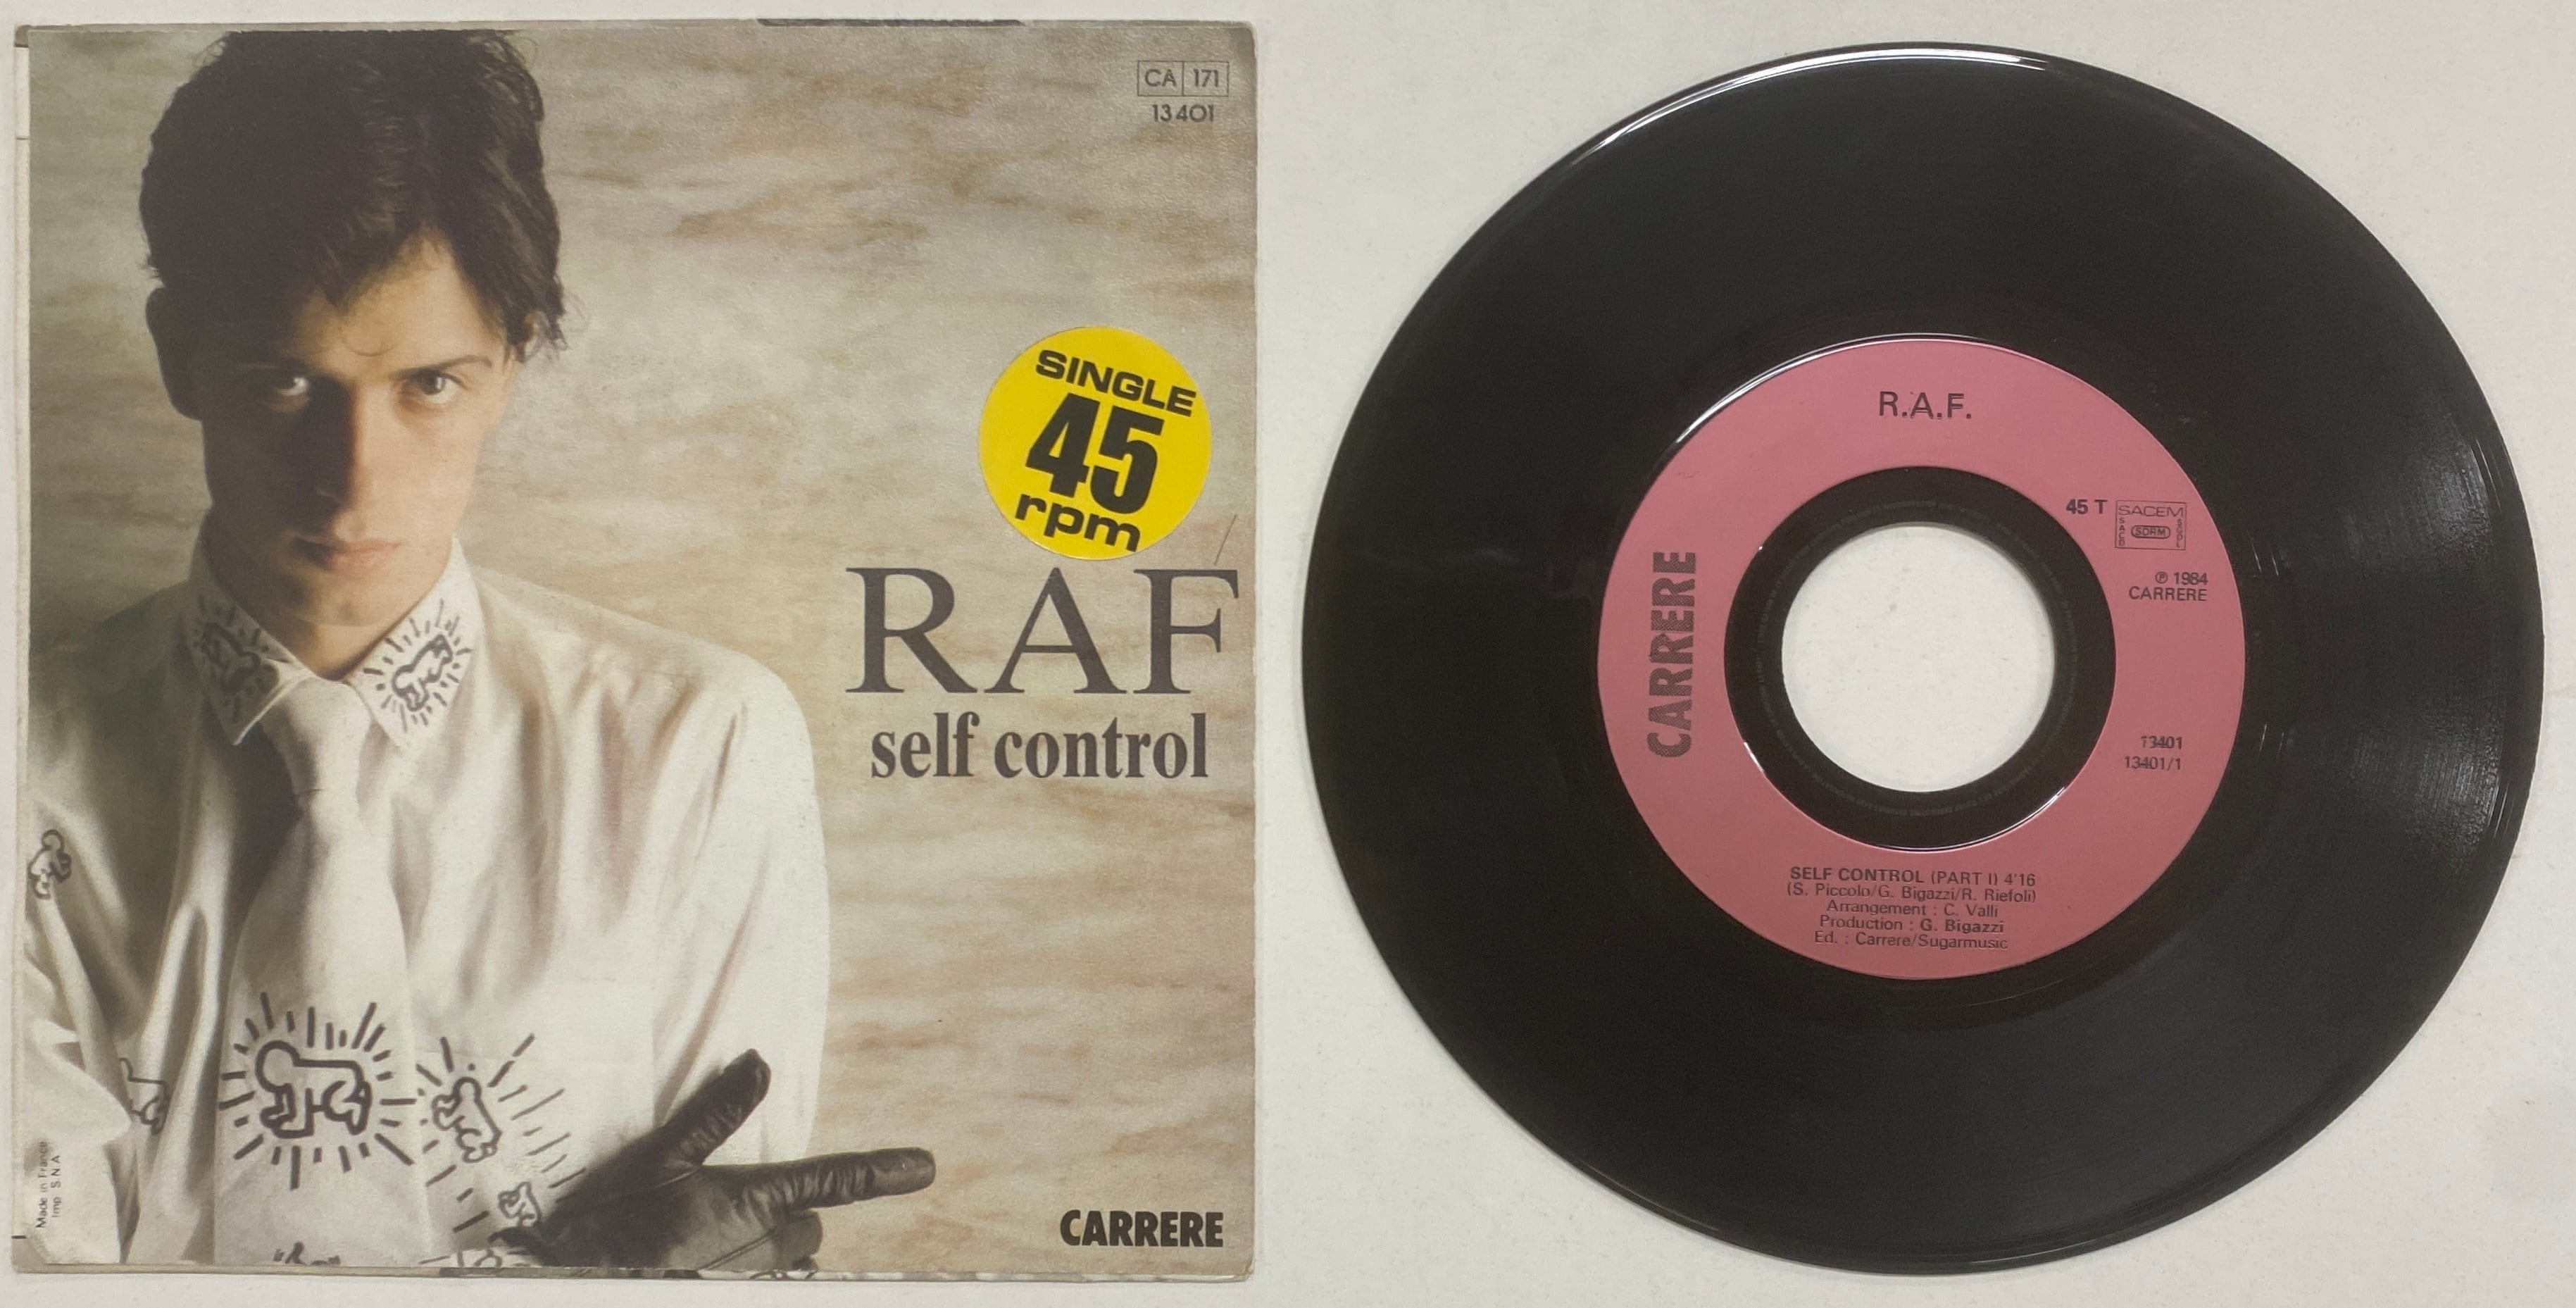 CA 171
13401
SINGLE
45
rpm
RAF
self control
CARRERE
Made in France
Imp S N A
R.A.F.
45 T
SACEM
SACD
SDRM
SGDL
℗ 1984
CARRERE
CARRERE
13401
13401/1
SELF CONTROL (PART I) 4'16
(S. Piccolo/G. Bigazzi/R. Riefoli)
Arrangement : C. Valli
Production : G. Bigazzi
Ed. : Carrere/Sugarmusic